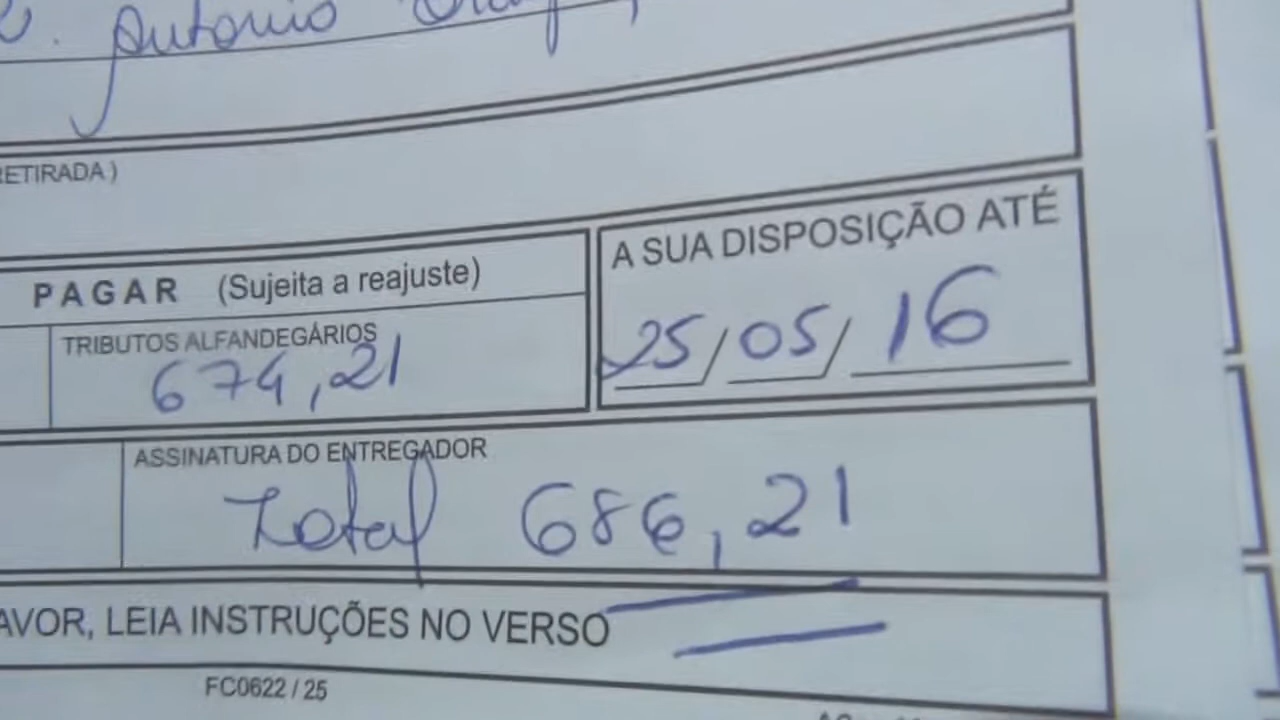 Antonio
RETIRADA )
PAGAR (Sujeita a reajuste)
A SUA DISPOSIÇÃO ATÉ
25/05/16
TRIBUTOS ALFANDEGÁRIOS
674,21
ASSINATURA DO ENTREGADOR
Total 686,21
AVOR, LEIA INSTRUÇÕES NO VERSO
FC0622 / 25